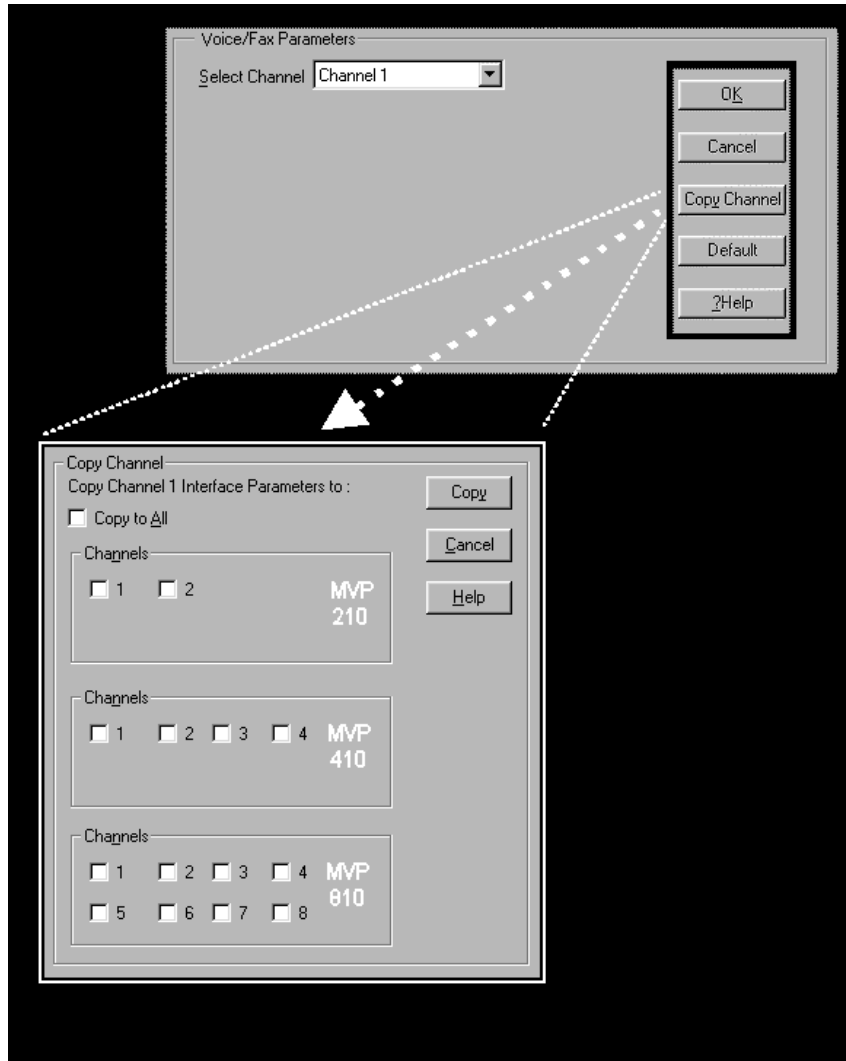 Voice/Fax Parameters
Select Channel Channel 1
OK
Cancel
Copy Channel
Default
?Help
Copy Channel
Copy Channel 1 Interface Parameters to :
Copy to All
Copy
Cancel
Help
Channels
1 2
MVP
210
Channels
1 2 3 4
MVP
410
Channels
1 2 3 4
5 6 7 8
MVP
810